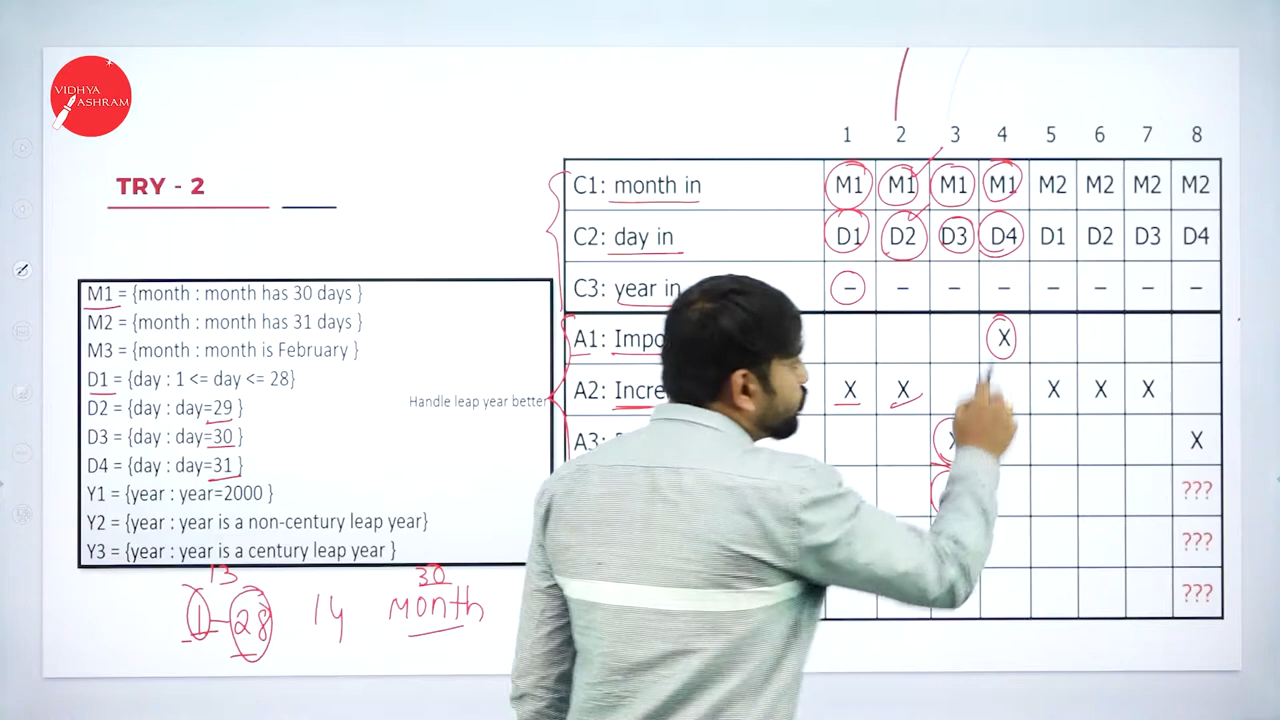 VIDHYA
ASHRAM
TRY - 2
M1 = {month : month has 30 days }
M2 = {month : month has 31 days }
M3 = {month : month is February }
D1 = {day : 1 <= day <= 28}
D2 = {day : day=29 }
D3 = {day : day=30 }
D4 = {day : day=31 }
Y1 = {year : year=2000 }
Y2 = {year : year is a non-century leap year}
Y3 = {year : year is a century leap year }
Handle leap year better
13
1 - 28 14 30
month
1 2 3 4 5 6 7 8
C1: month in M1 M1 M1 M1 M2 M2 M2 M2
C2: day in D1 D2 D3 D4 D1 D2 D3 D4
C3: year in – – – – – – – –
A1: X
A2: X X X X X
A3: X
???
???
???